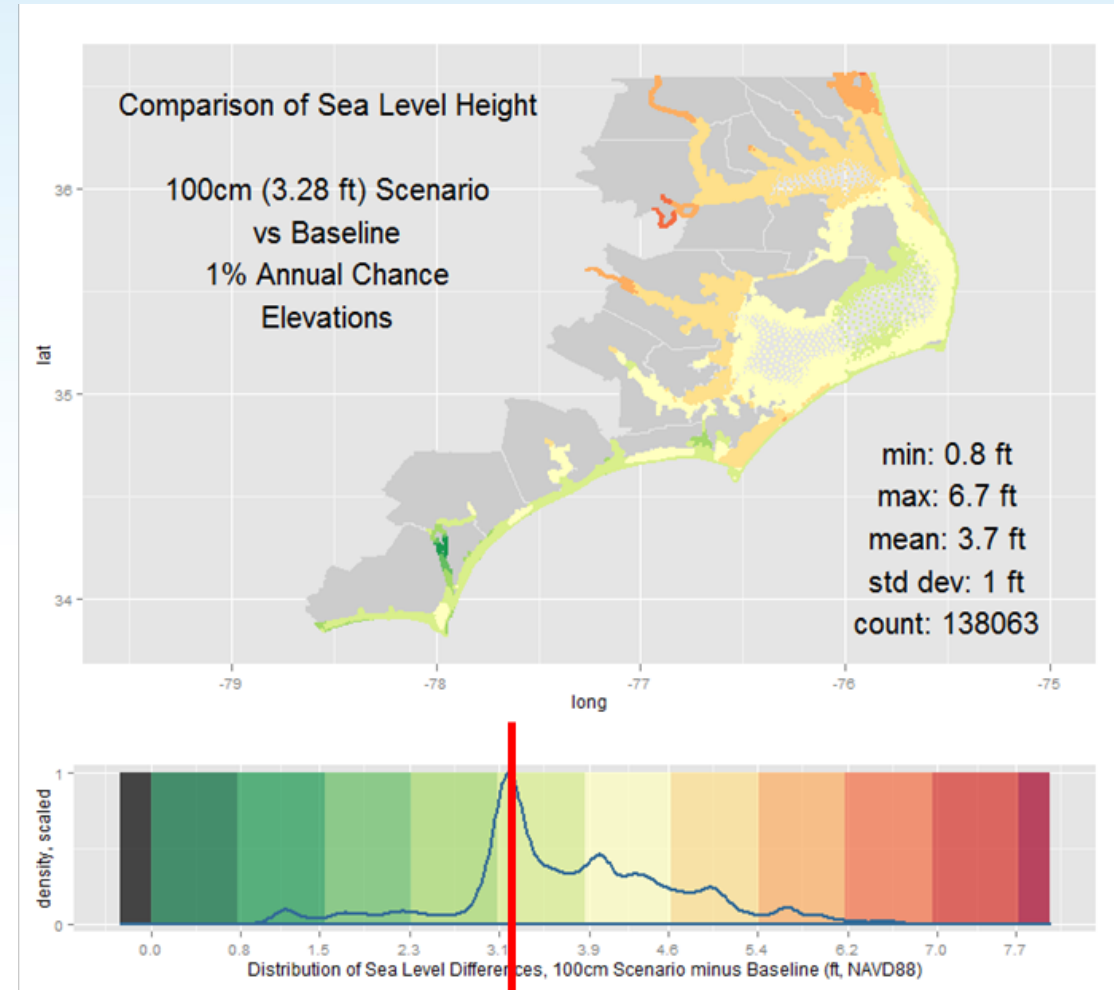 Comparison of Sea Level Height
100cm (3.28 ft) Scenario
vs Baseline
1% Annual Chance
Elevations
lat
36
35
34
min: 0.8 ft
max: 6.7 ft
mean: 3.7 ft
std dev: 1 ft
count: 138063
-79 -78 -77 -76 -75
long
density, scaled
1
0
0.0 0.8 1.5 2.3 3.1 3.9 4.6 5.4 6.2 7.0 7.7
Distribution of Sea Level Differences, 100cm Scenario minus Baseline (ft, NAVD88)